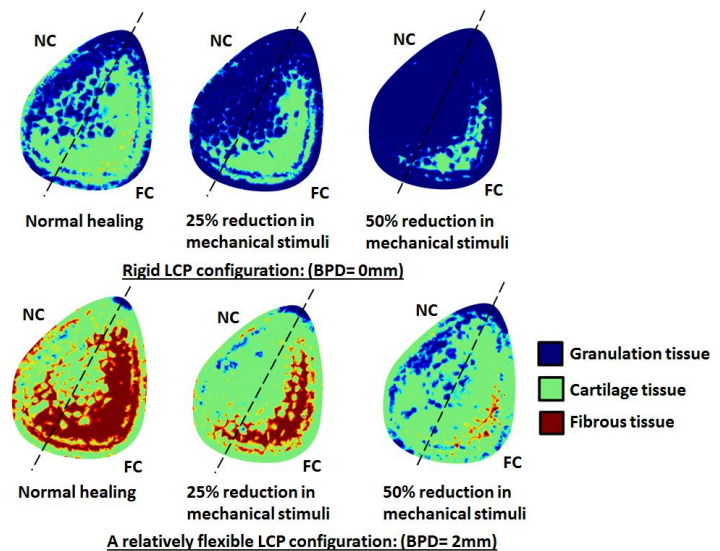 NC
NC
NC
FC
FC
FC
Normal healing
25% reduction in
mechanical stimuli
50% reduction in
mechanical stimuli
Rigid LCP configuration: (BPD= 0mm)
NC
NC
NC
Granulation tissue
Cartilage tissue
Fibrous tissue
FC
FC
FC
Normal healing
25% reduction in
mechanical stimuli
50% reduction in
mechanical stimuli
A relatively flexible LCP configuration: (BPD= 2mm)